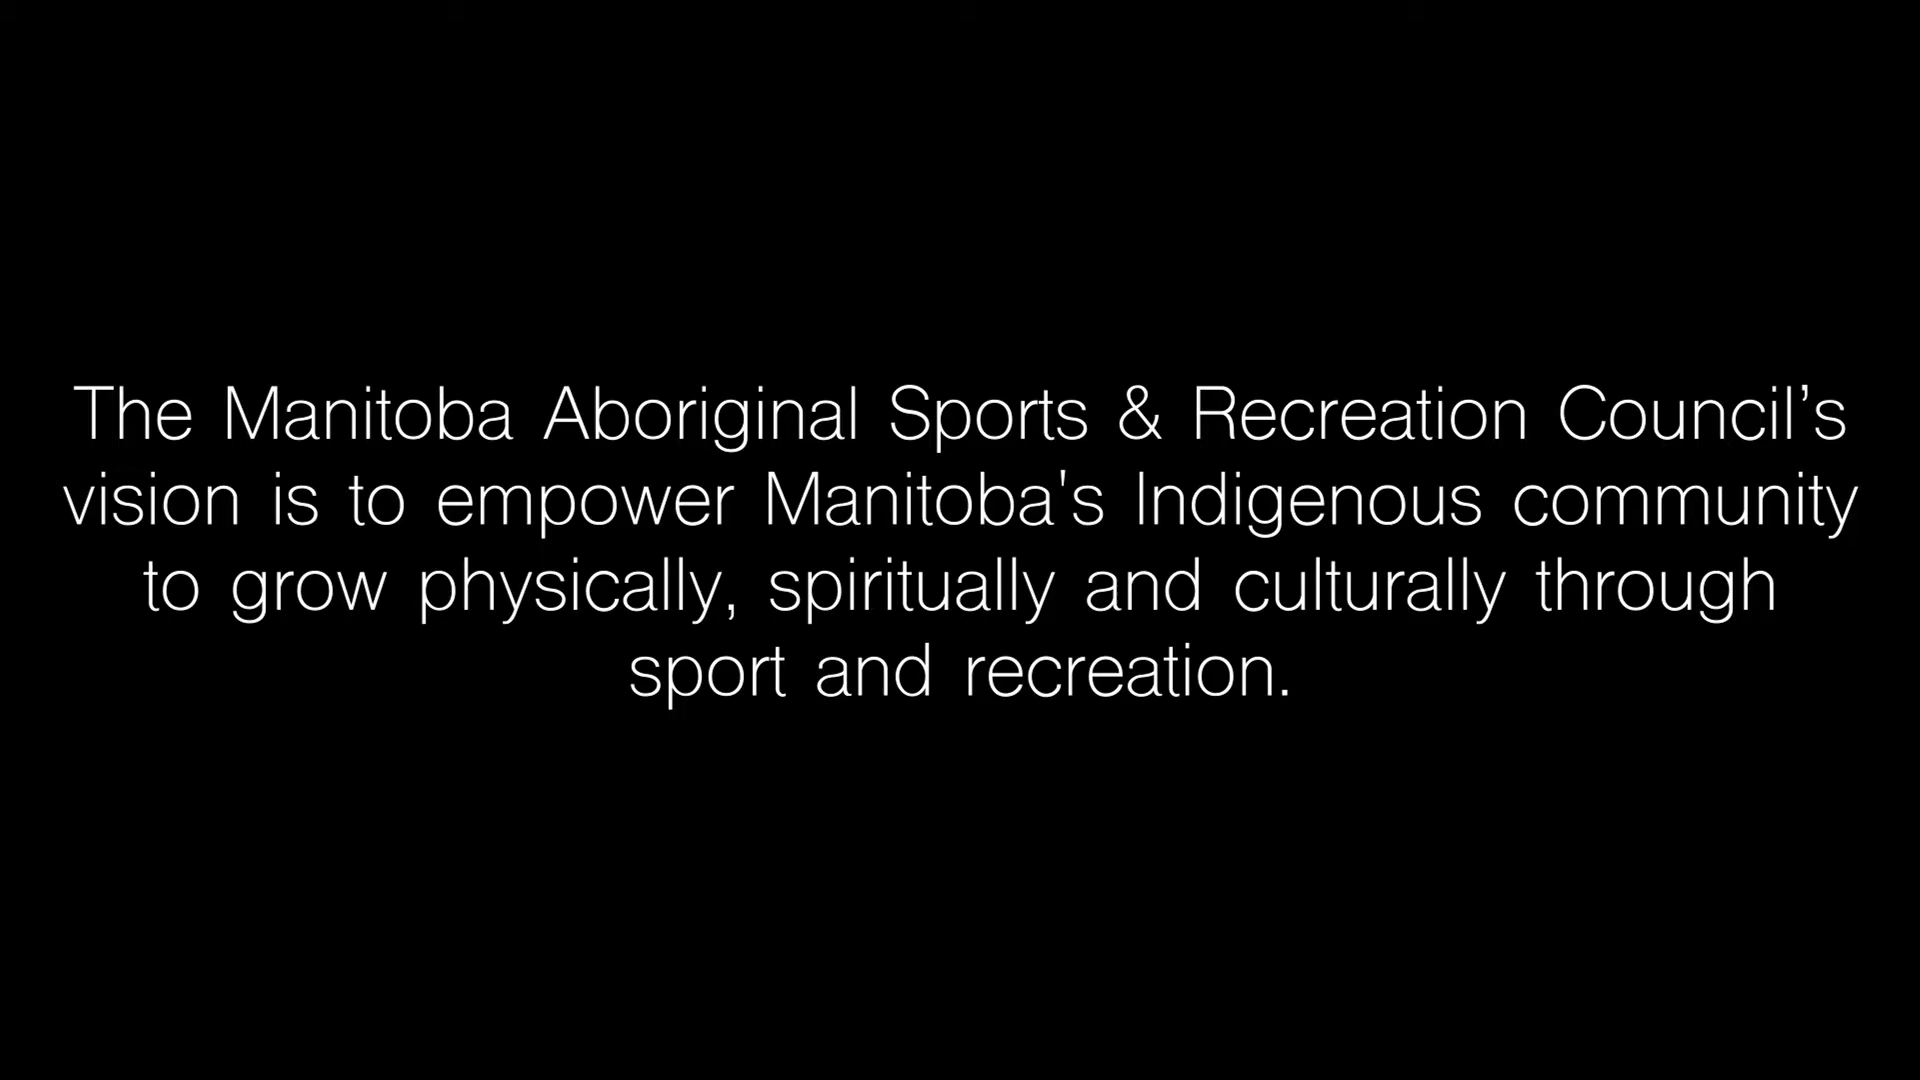 The Manitoba Aboriginal Sports & Recreation Council’s
vision is to empower Manitoba's Indigenous community
to grow physically, spiritually and culturally through
sport and recreation.